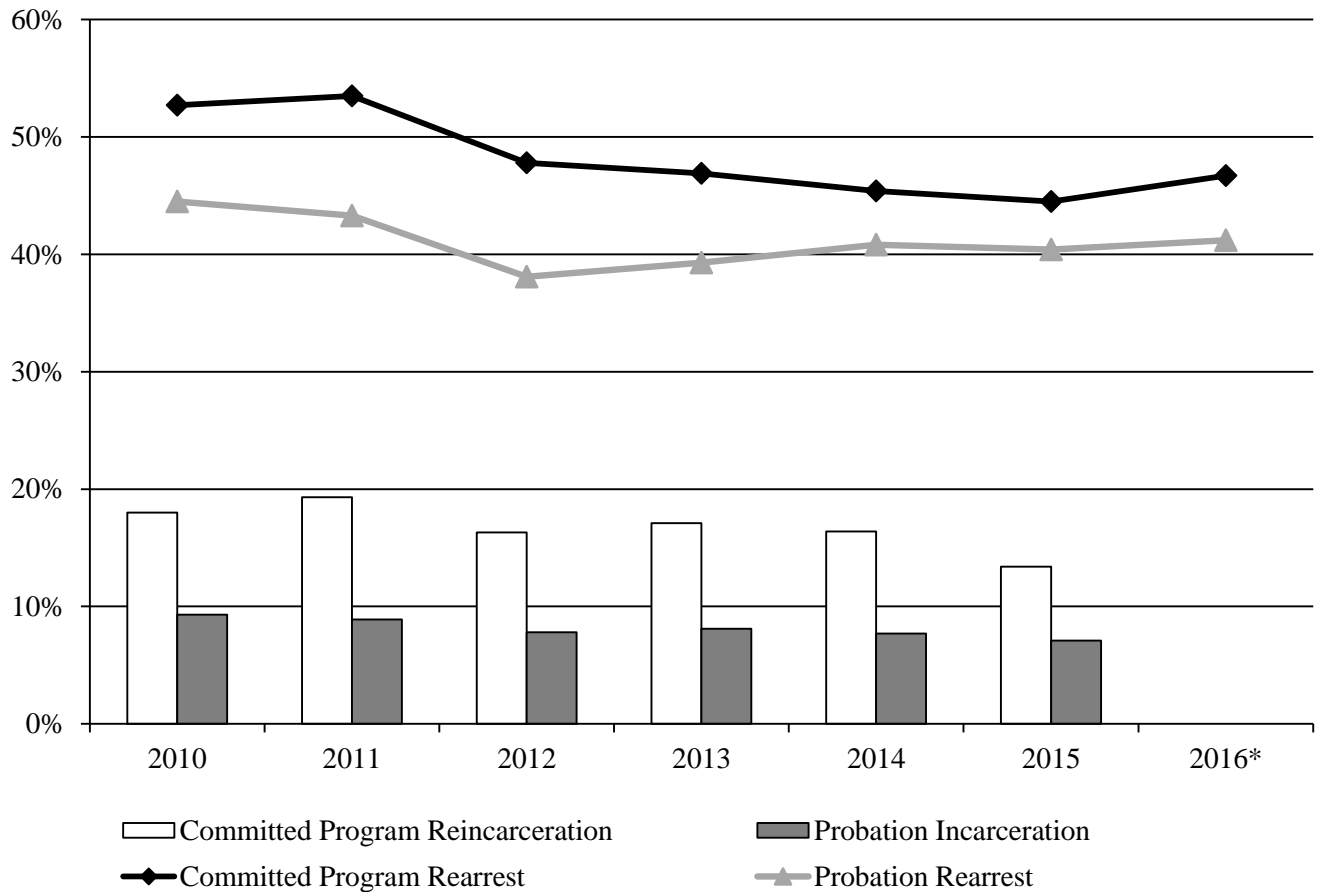 60%
50%
40%
30%
20%
10%
0%
2010 2011 2012 2013 2014 2015 2016*
Committed Program Reincarceration Probation Incarceration
Committed Program Rearrest Probation Rearrest